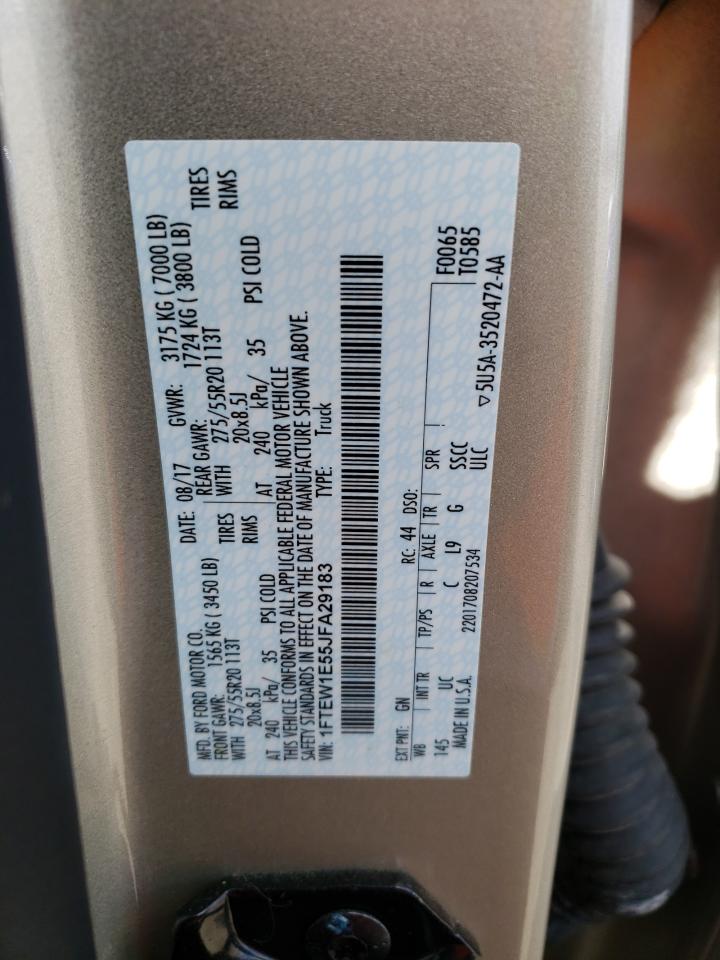 MFD. BY FORD MOTOR CO.
DATE: 08/17 GVWR: 3175 KG ( 7000 LB)
FRONT GAWR: 1565 KG ( 3450 LB)
REAR GAWR: 1724 KG ( 3800 LB)
WITH 275/55R20 113T TIRES
WITH 275/55R20 113T TIRES
20x8.5J RIMS
20x8.5J RIMS
AT 240 kPa/ 35 PSI COLD
AT 240 kPa/ 35 PSI COLD
THIS VEHICLE CONFORMS TO ALL APPLICABLE FEDERAL MOTOR VEHICLE
SAFETY STANDARDS IN EFFECT ON THE DATE OF MANUFACTURE SHOWN ABOVE.
VIN: 1FTEW1E55JFA29183 TYPE: Truck
EXT PNT: GN RC: 44 DSO: F0065
WB INT TR TP/PS R AXLE TR SPR T0585
145 UC C L9 G SSCC
MADE IN U.S.A. 2201708207534 ULC
▽5U5A-3520472-AA